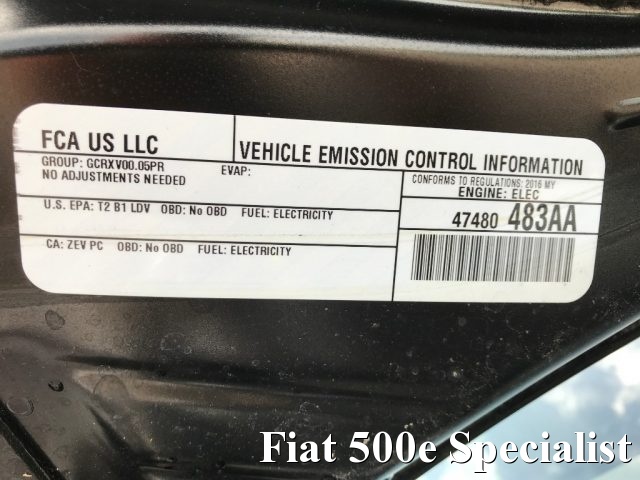 FCA US LLC
VEHICLE EMISSION CONTROL INFORMATION
GROUP: GCRXV00.05PR EVAP:
NO ADJUSTMENTS NEEDED
CONFORMS TO REGULATIONS: 2016 MY
ENGINE: ELEC
U.S. EPA: T2 B1 LDV OBD: No OBD FUEL: ELECTRICITY
47480 483AA
CA: ZEV PC OBD: No OBD FUEL: ELECTRICITY
Fiat 500e Specialist